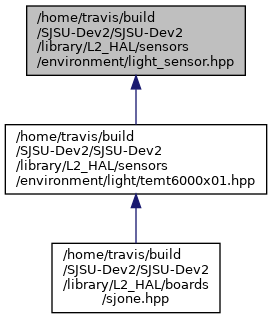 /home/travis/build
/SJSU-Dev2/SJSU-Dev2
/library/L2_HAL/sensors
/environment/light_sensor.hpp
/home/travis/build
/SJSU-Dev2/SJSU-Dev2
/library/L2_HAL/sensors
/environment/light/temt6000x01.hpp
/home/travis/build
/SJSU-Dev2/SJSU-Dev2
/library/L2_HAL/boards
/sjone.hpp